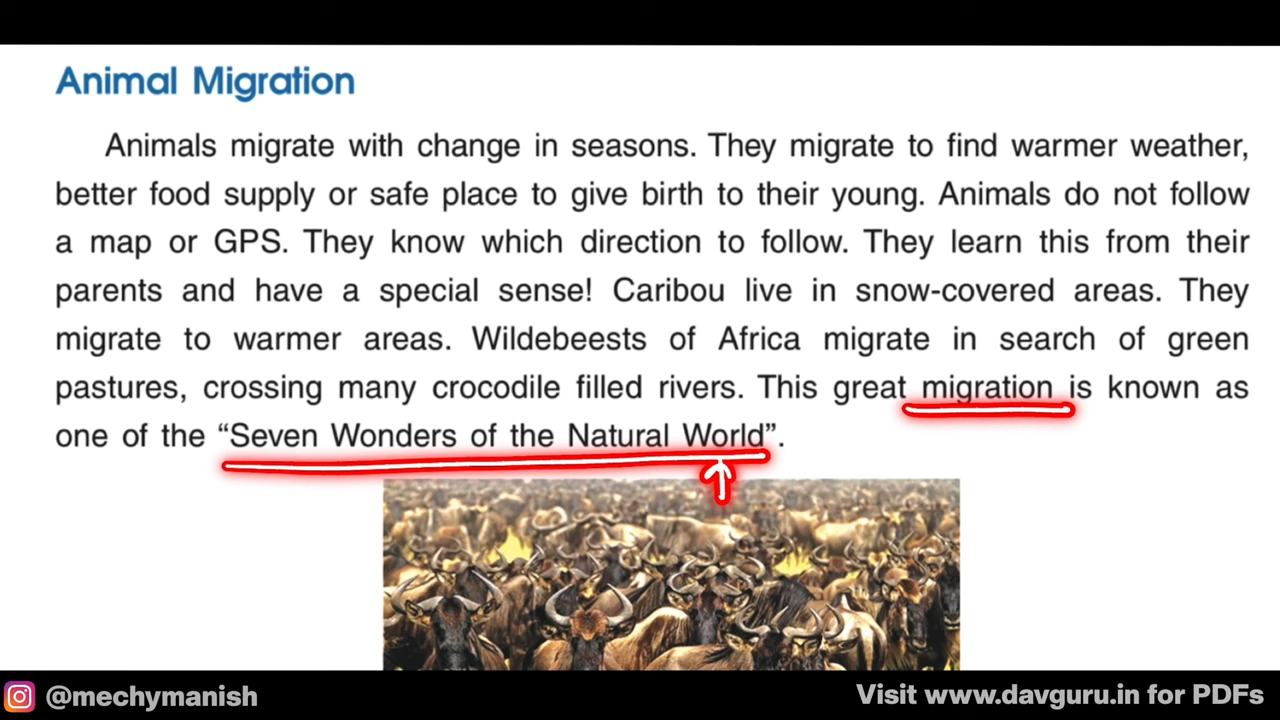 Animal Migration
Animals migrate with change in seasons. They migrate to find warmer weather,
better food supply or safe place to give birth to their young. Animals do not follow
a map or GPS. They know which direction to follow. They learn this from their
parents and have a special sense! Caribou live in snow-covered areas. They
migrate to warmer areas. Wildebeests of Africa migrate in search of green
pastures, crossing many crocodile filled rivers. This great migration is known as
one of the “Seven Wonders of the Natural World”.
@mechymanish
Visit www.davguru.in for PDFs